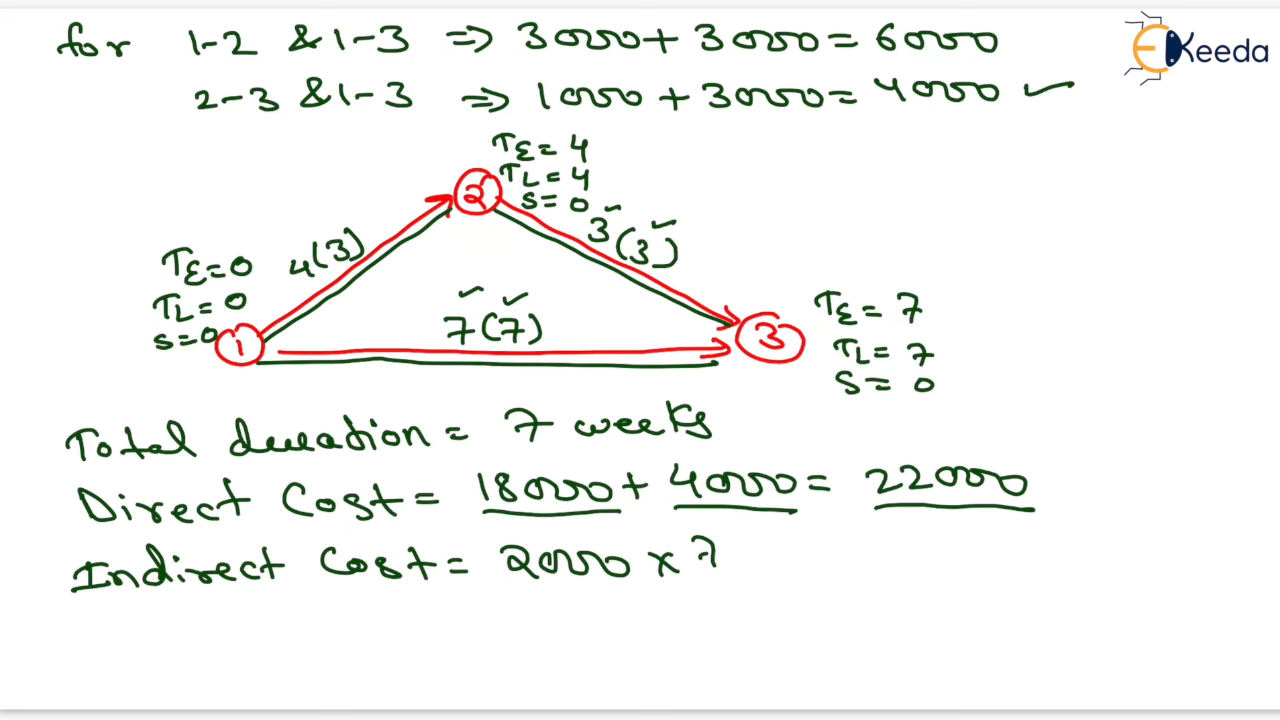 for 1-2 & 1-3 ⇒ 3000 + 3000 = 6000
EKeeda
2-3 & 1-3 ⇒ 1000 + 3000 = 4000 ✓
TE = 4
TL = 4
S = 0
2
3 (3)
4 (3)
TE = 0
TL = 0
S = 0
1
7 (7)
3
TE = 7
TL = 7
S = 0
Total duration = 7 weeks
Direct Cost = 18000 + 4000 = 22000
Indirect Cost = 2000 x 7